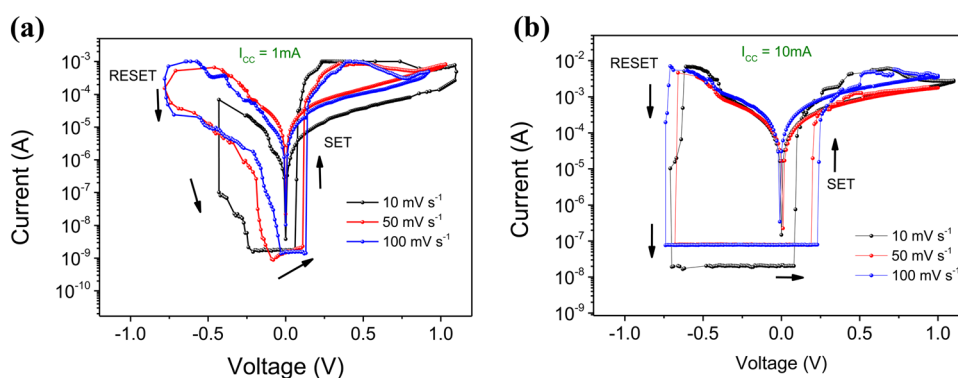 (a)
I_CC = 1mA
RESET
SET
10 mV s⁻¹
50 mV s⁻¹
100 mV s⁻¹
10⁻³
10⁻⁴
10⁻⁵
10⁻⁶
10⁻⁷
10⁻⁸
10⁻⁹
10⁻¹⁰
Current (A)
-1.0 -0.5 0.0 0.5 1.0
Voltage (V)
(b)
I_CC = 10mA
RESET
SET
10 mV s⁻¹
50 mV s⁻¹
100 mV s⁻¹
10⁻¹
10⁻²
10⁻³
10⁻⁴
10⁻⁵
10⁻⁶
10⁻⁷
10⁻⁸
10⁻⁹
Current (A)
-1.0 -0.5 0.0 0.5 1.0
Voltage (V)